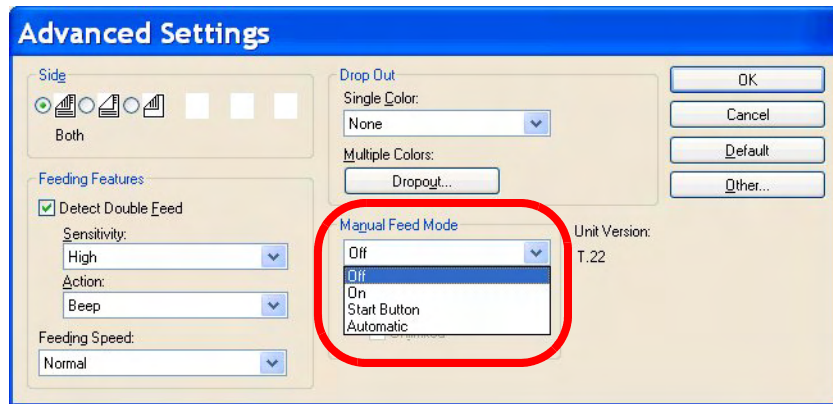 Advanced Settings
Side
Both
Feeding Features
Detect Double Feed
Sensitivity:
High
Action:
Beep
Feeding Speed:
Normal
Drop Out
Single Color:
None
Multiple Colors:
Dropout...
Manual Feed Mode
Off
Off
On
Start Button
Automatic
Unit Version:
T.22
OK
Cancel
Default
Other...